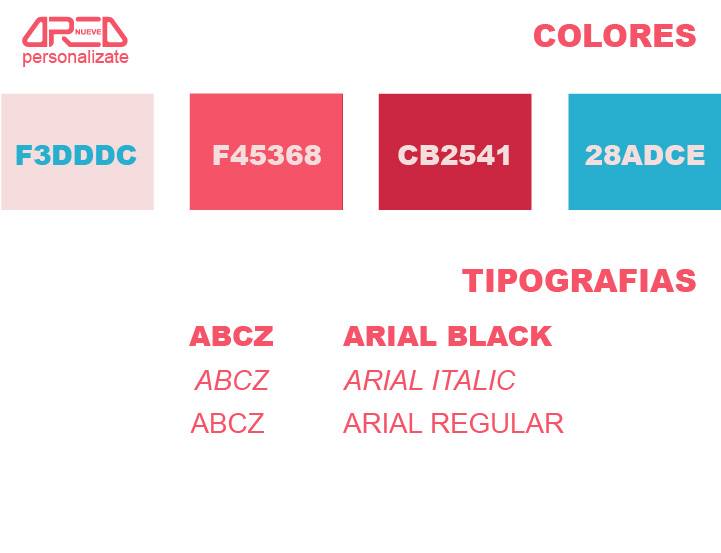 AREA
NUEVE
personalizate
COLORES
F3DDDC
F45368
CB2541
28ADCE
TIPOGRAFIAS
ABCZ ARIAL BLACK
ABCZ ARIAL ITALIC
ABCZ ARIAL REGULAR